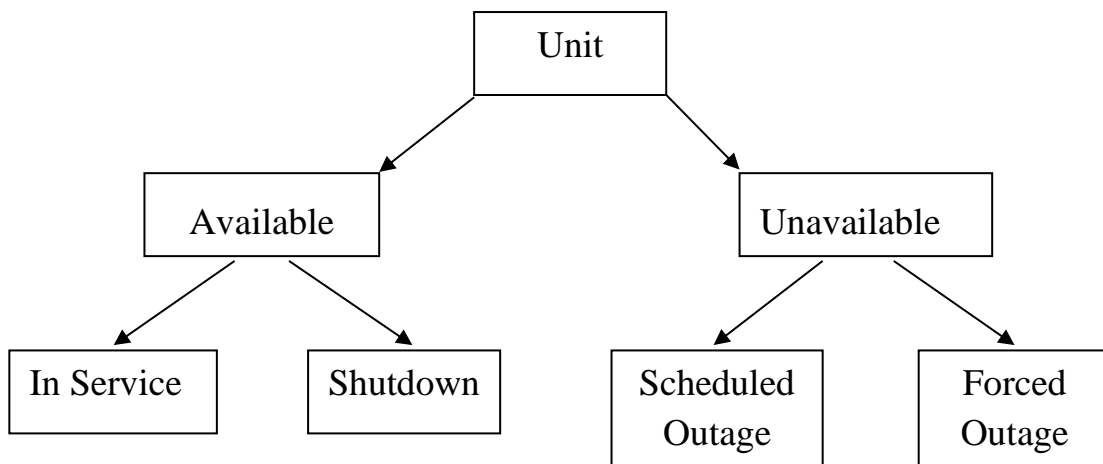 Unit
Available
Unavailable
In Service
Shutdown
Scheduled
Outage
Forced
Outage